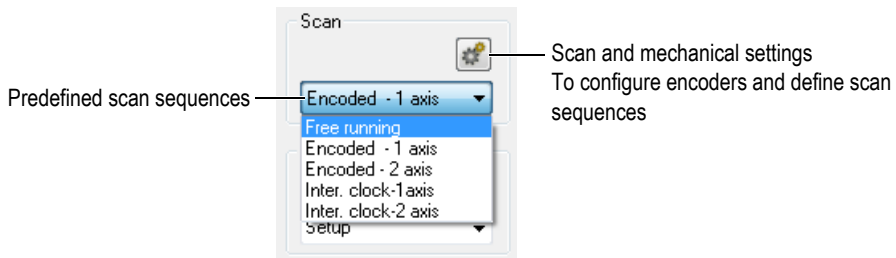 Scan
Scan and mechanical settings
To configure encoders and define scan
sequences
Predefined scan sequences
Encoded - 1 axis
Free running
Encoded - 1 axis
Encoded - 2 axis
Inter. clock-1axis
Inter. clock-2 axis
Setup